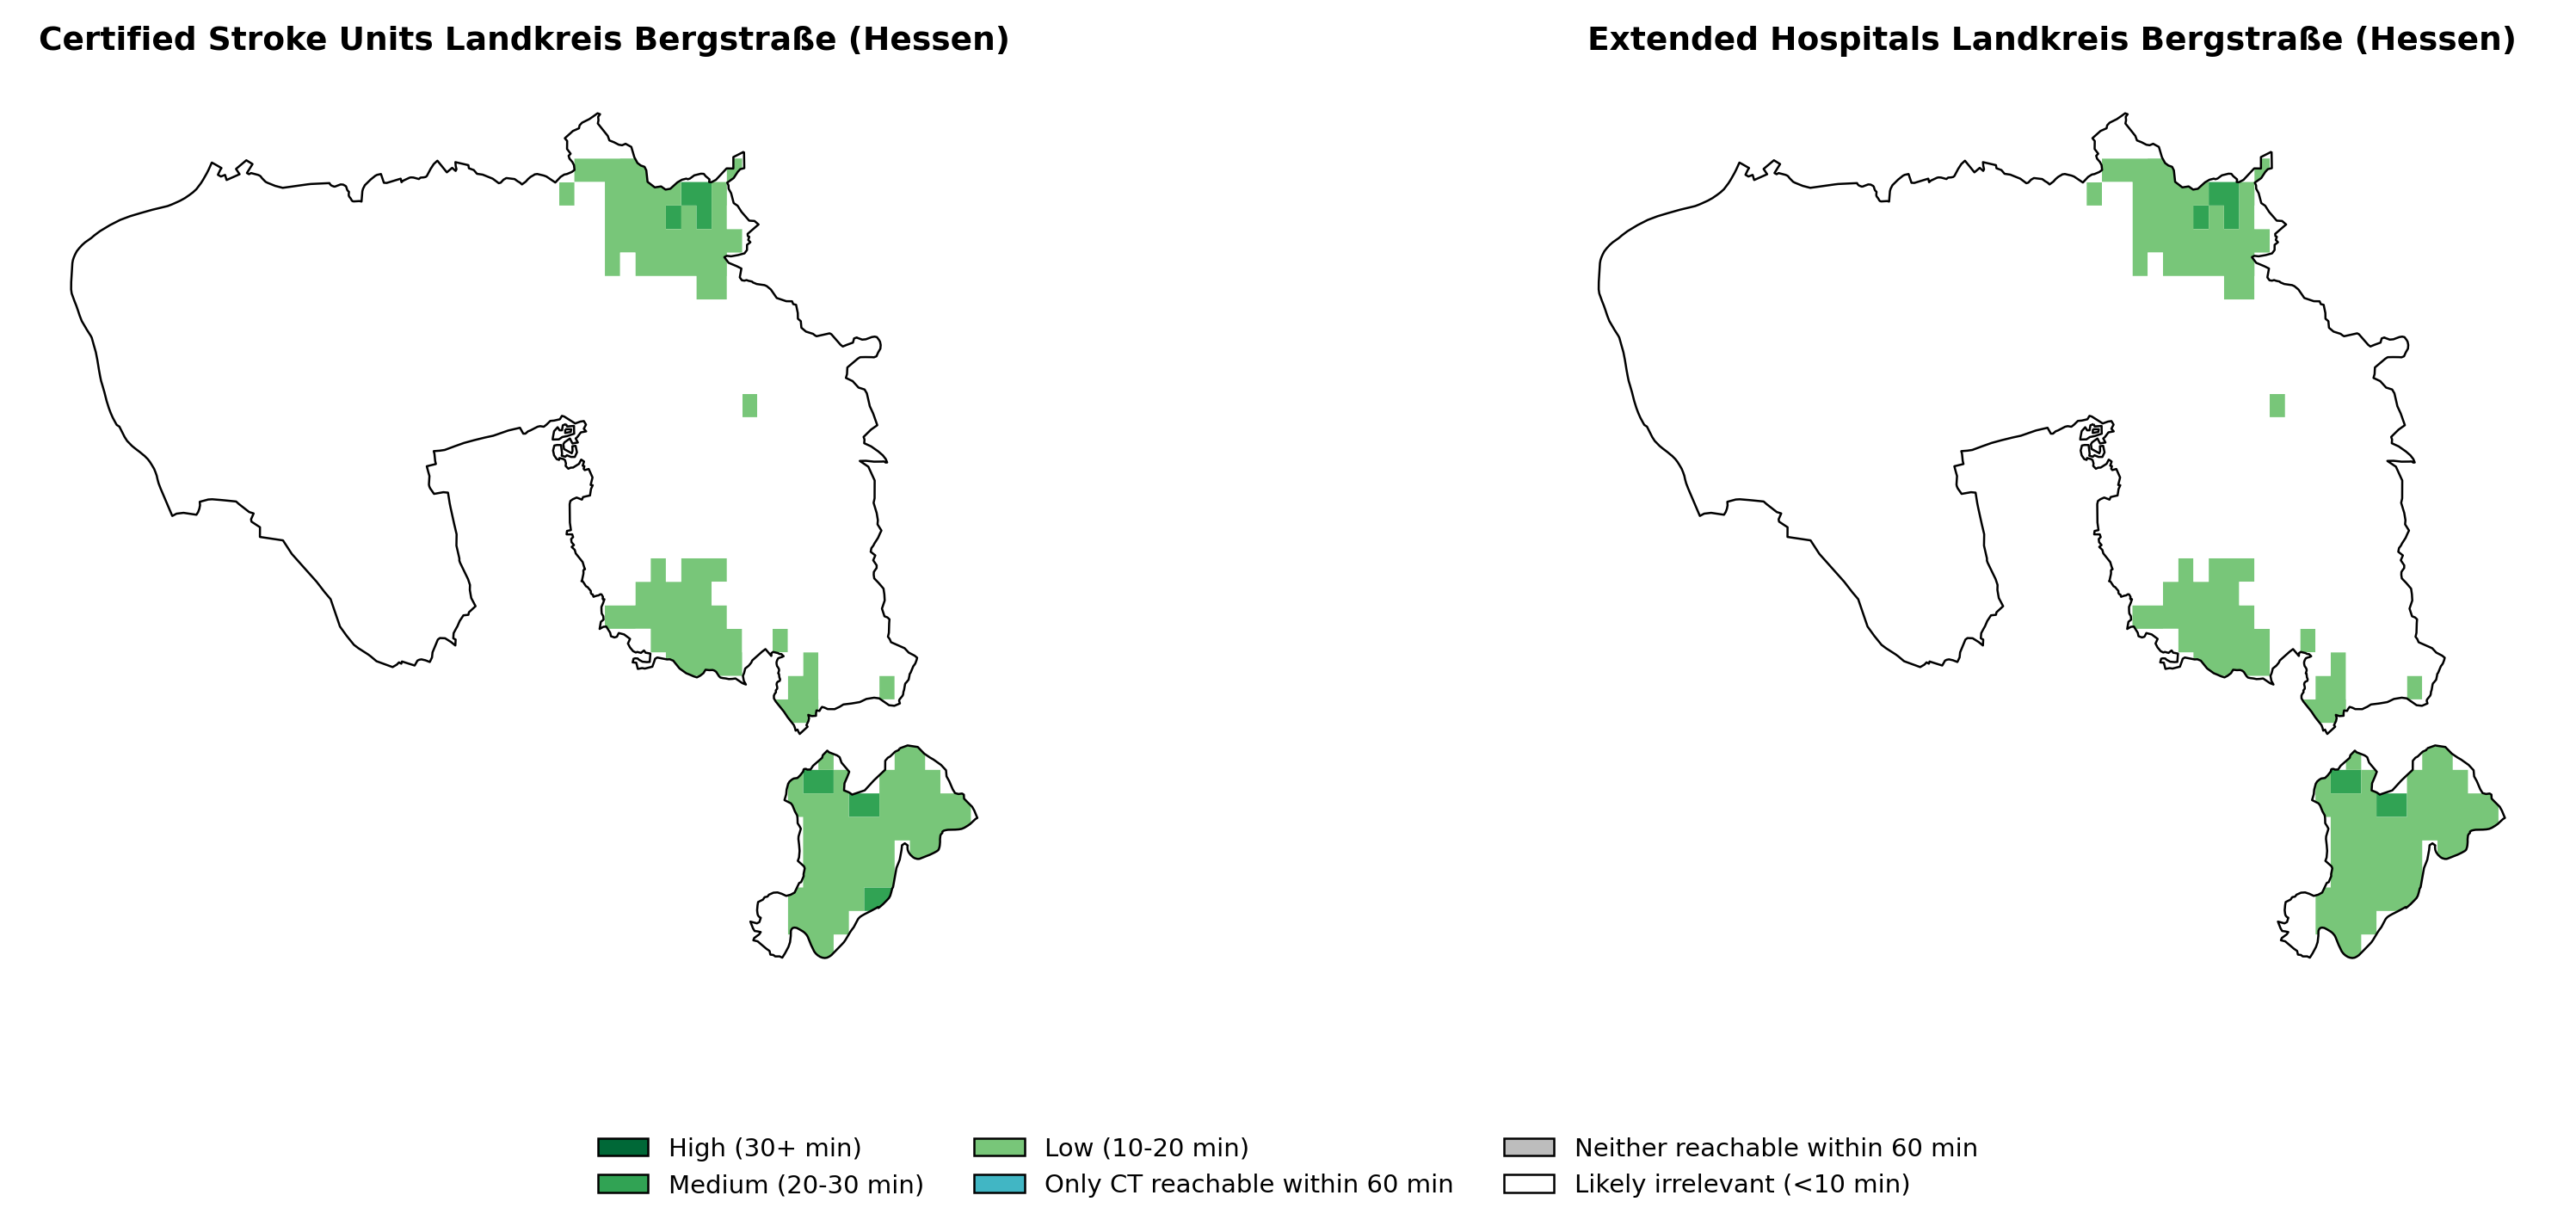 Certified Stroke Units Landkreis Bergstraße (Hessen)
Extended Hospitals Landkreis Bergstraße (Hessen)
High (30+ min)
Medium (20-30 min)
Low (10-20 min)
Only CT reachable within 60 min
Neither reachable within 60 min
Likely irrelevant (<10 min)